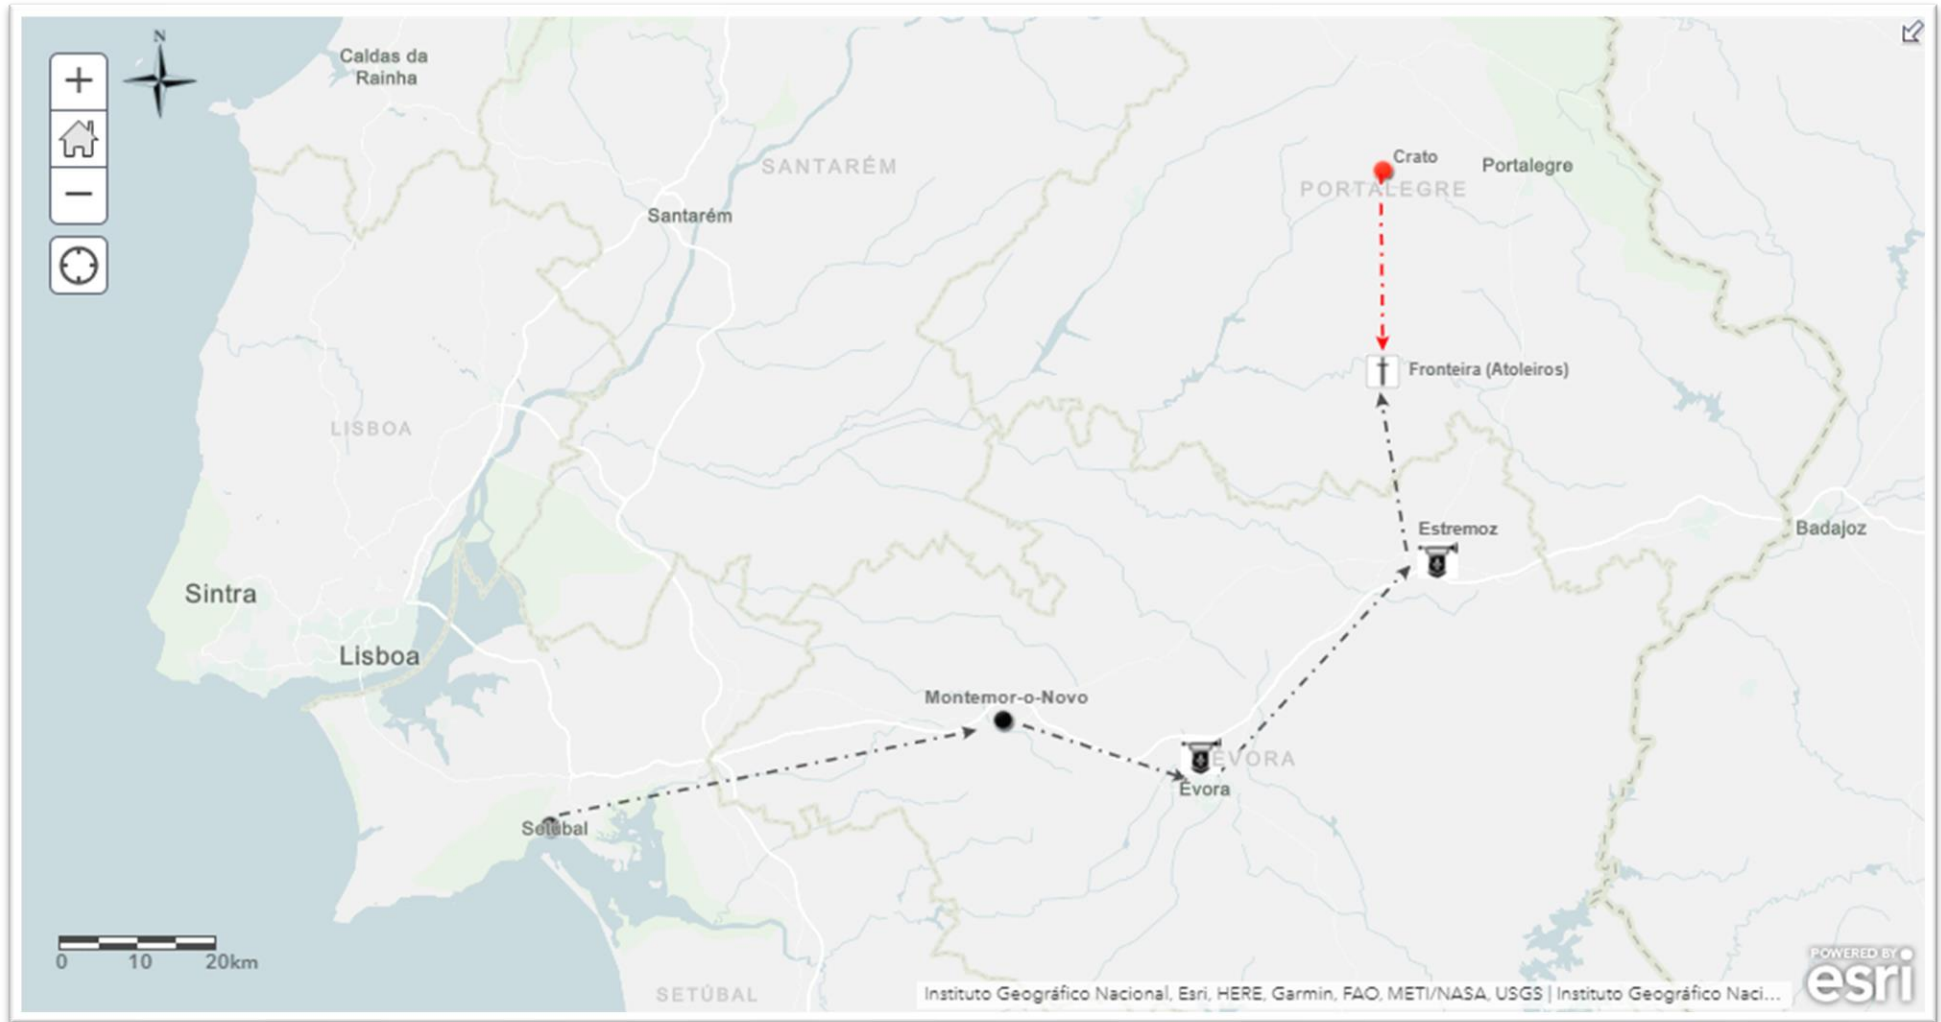 N
Caldas da
Rainha
SANTARÉM
Crato
Portalegre
PORTALEGRE
Santarém
Fronteira (Atoleiros)
LISBOA
Estremoz
Badajoz
Sintra
Lisboa
Montemor-o-Novo
ÉVORA
Évora
Setúbal
0 10 20km
SETÚBAL
Instituto Geográfico Nacional, Esri, HERE, Garmin, FAO, METI/NASA, USGS | Instituto Geográfico Naci...
POWERED BY
esri